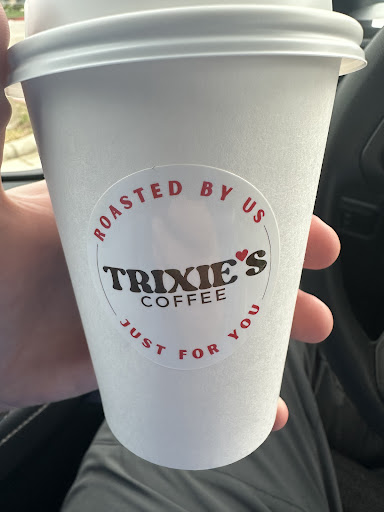 ROASTED BY US
TRIXIE'S
COFFEE
JUST FOR YOU